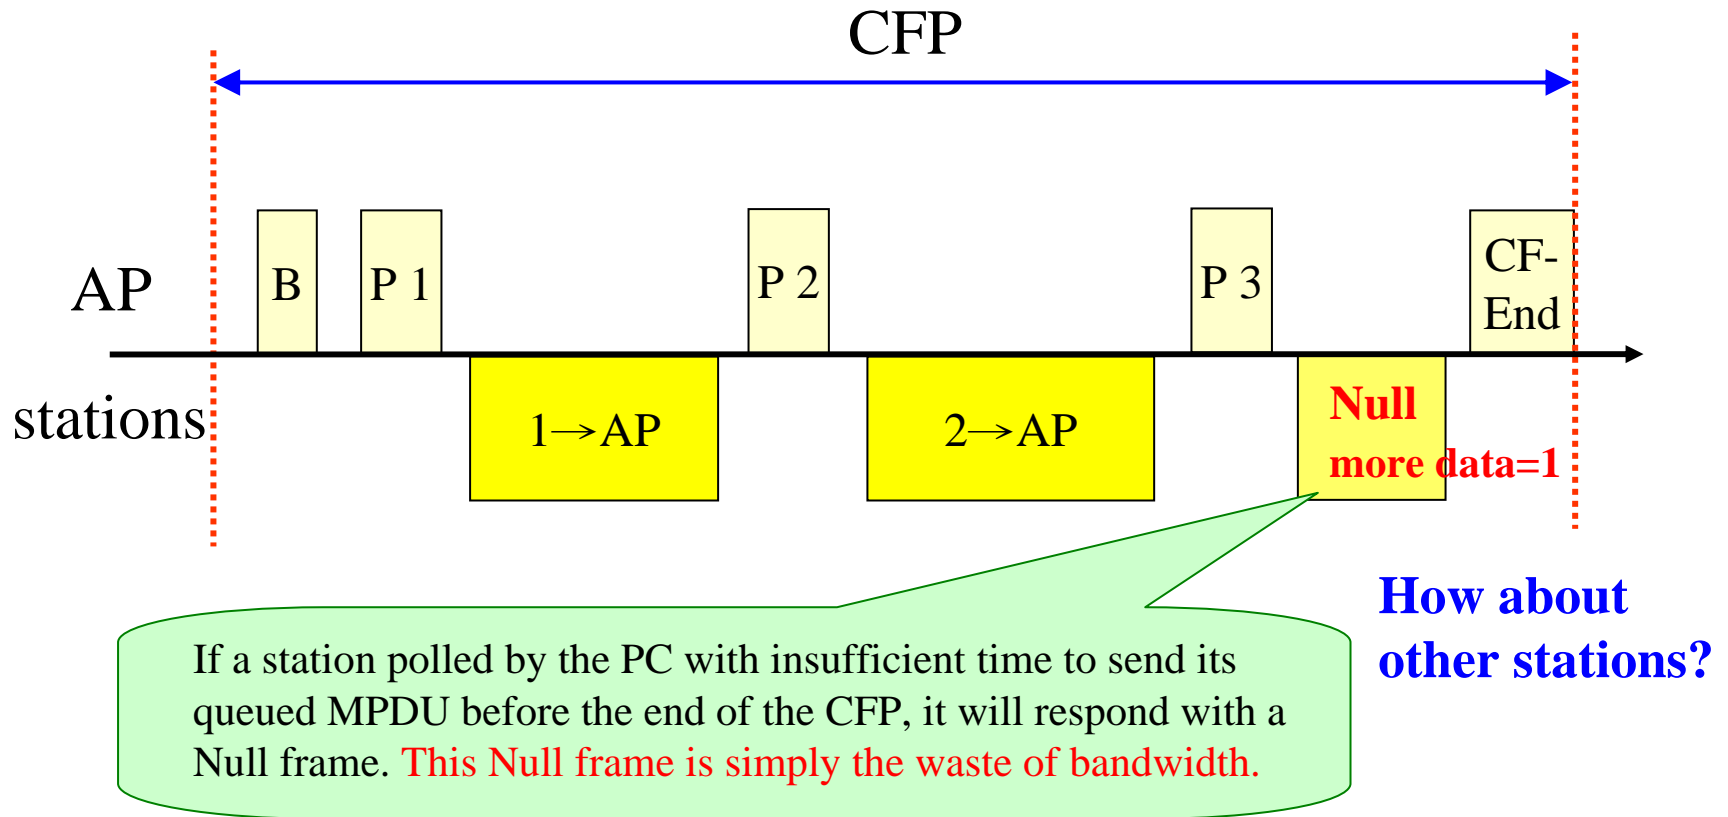 CFP
AP
B
P 1
P 2
P 3
CF-
End
stations
1→AP
2→AP
Null
more data=1
How about
other stations?
If a station polled by the PC with insufficient time to send its
queued MPDU before the end of the CFP, it will respond with a
Null frame. This Null frame is simply the waste of bandwidth.